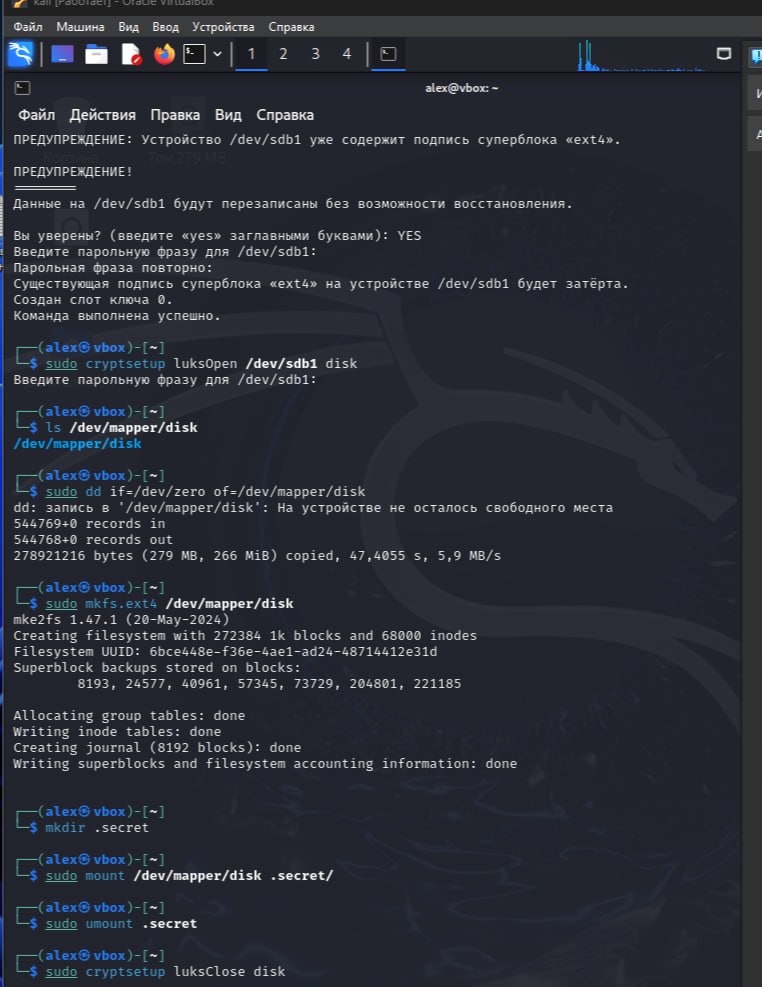 kali [Работает] - Oracle VirtualBox
Файл Машина Вид Ввод Устройства Справка
1 2 3 4
alex@vbox: ~
Файл Действия Правка Вид Справка
ПРЕДУПРЕЖДЕНИЕ: Устройство /dev/sdb1 уже содержит подпись суперблока «ext4».
Корзина Том 279 MB
ПРЕДУПРЕЖДЕНИЕ!
========
Данные на /dev/sdb1 будут перезаписаны без возможности восстановления.
Вы уверены? (введите «yes» заглавными буквами): YES
Введите парольную фразу для /dev/sdb1:
Парольная фраза повторно:
Существующая подпись суперблока «ext4» на устройстве /dev/sdb1 будет затёрта.
Создан слот ключа 0.
Команда выполнена успешно.
┌──(alex㉿vbox)-[~]
└─$ sudo cryptsetup luksOpen /dev/sdb1 disk
Введите парольную фразу для /dev/sdb1:
┌──(alex㉿vbox)-[~]
└─$ ls /dev/mapper/disk
/dev/mapper/disk
┌──(alex㉿vbox)-[~]
└─$ sudo dd if=/dev/zero of=/dev/mapper/disk
dd: запись в '/dev/mapper/disk': На устройстве не осталось свободного места
544769+0 records in
544768+0 records out
278921216 bytes (279 MB, 266 MiB) copied, 47,4055 s, 5,9 MB/s
┌──(alex㉿vbox)-[~]
└─$ sudo mkfs.ext4 /dev/mapper/disk
mke2fs 1.47.1 (20-May-2024)
Creating filesystem with 272384 1k blocks and 68000 inodes
Filesystem UUID: 6bce448e-f36e-4ae1-ad24-48714412e31d
Superblock backups stored on blocks:
8193, 24577, 40961, 57345, 73729, 204801, 221185
Allocating group tables: done
Writing inode tables: done
Creating journal (8192 blocks): done
Writing superblocks and filesystem accounting information: done
┌──(alex㉿vbox)-[~]
└─$ mkdir .secret
┌──(alex㉿vbox)-[~]
└─$ sudo mount /dev/mapper/disk .secret/
┌──(alex㉿vbox)-[~]
└─$ sudo umount .secret
┌──(alex㉿vbox)-[~]
└─$ sudo cryptsetup luksClose disk